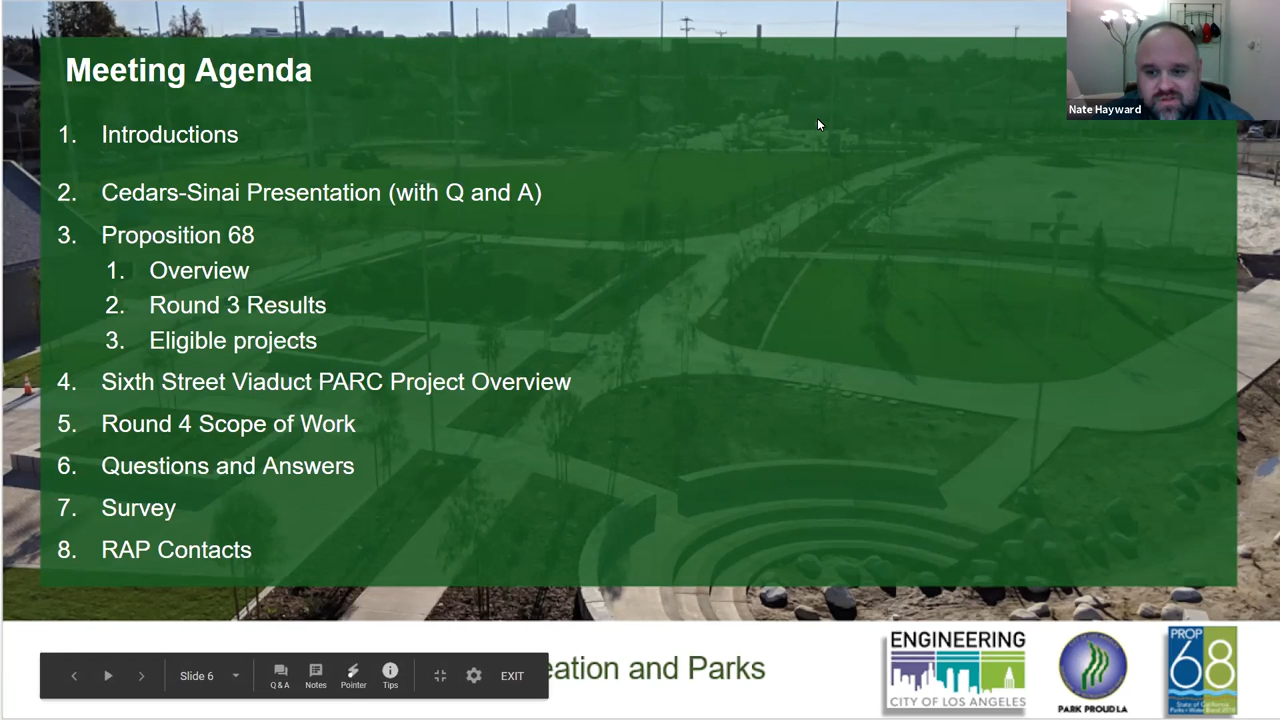 Meeting Agenda
Nate Hayward
1. Introductions
2. Cedars-Sinai Presentation (with Q and A)
3. Proposition 68
1. Overview
2. Round 3 Results
3. Eligible projects
4. Sixth Street Viaduct PARC Project Overview
5. Round 4 Scope of Work
6. Questions and Answers
7. Survey
8. RAP Contacts
Slide 6
Q & A
Notes
Pointer
Tips
EXIT
eation and Parks
ENGINEERING
CITY OF LOS ANGELES
PARK PROUD LA
PROP
68
State of California